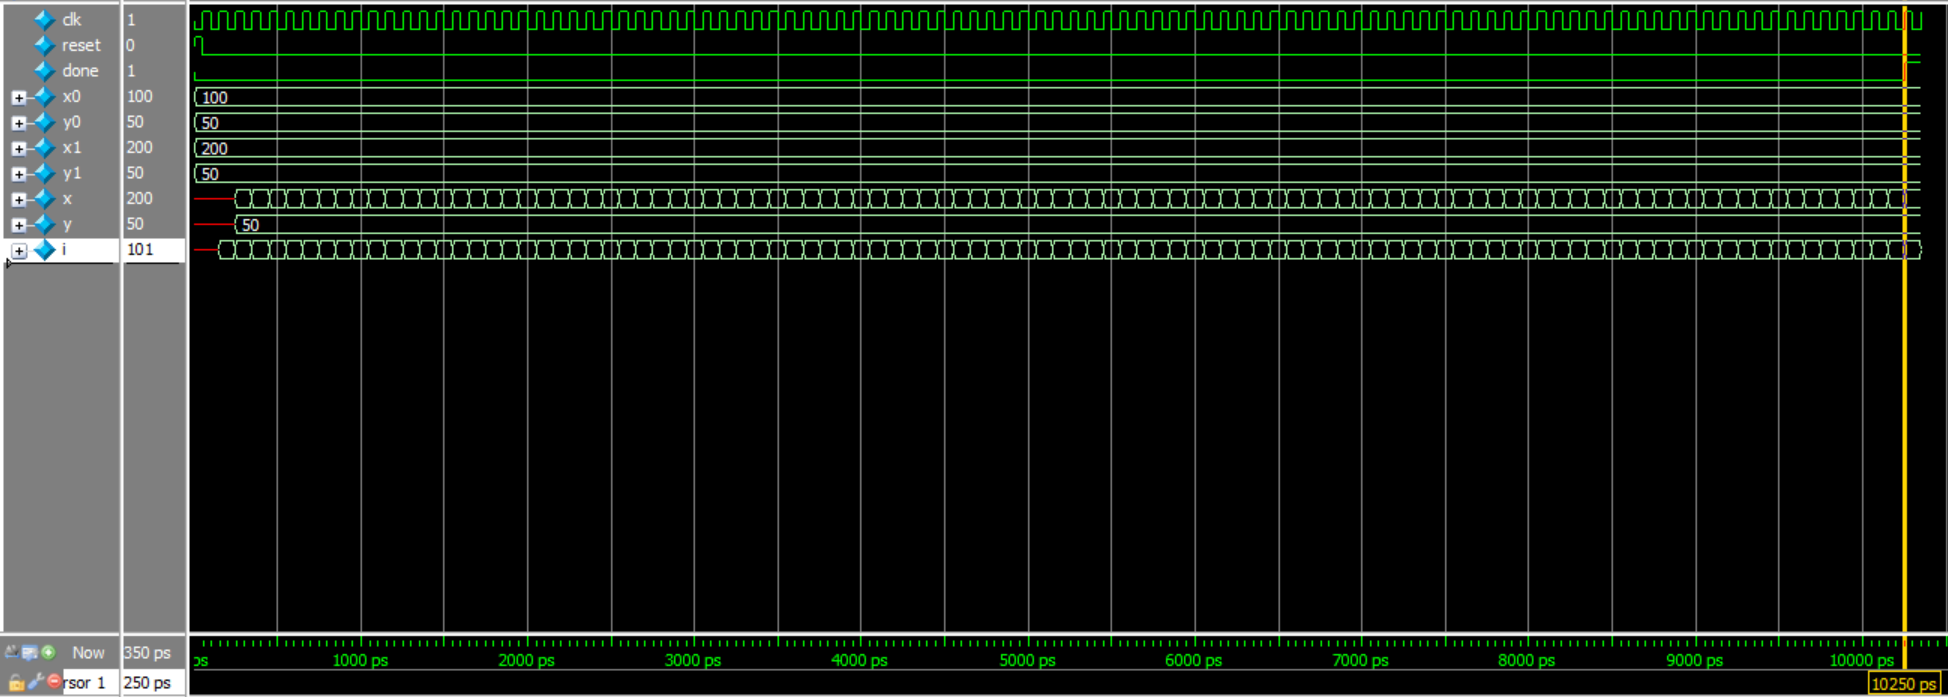 clk 1
reset 0
done 1
x0 100 100
y0 50 50
x1 200 200
y1 50 50
x 200
y 50 50
i 101
Now 350 ps ps 1000 ps 2000 ps 3000 ps 4000 ps 5000 ps 6000 ps 7000 ps 8000 ps 9000 ps 10000 ps
rsor 1 250 ps 10250 ps